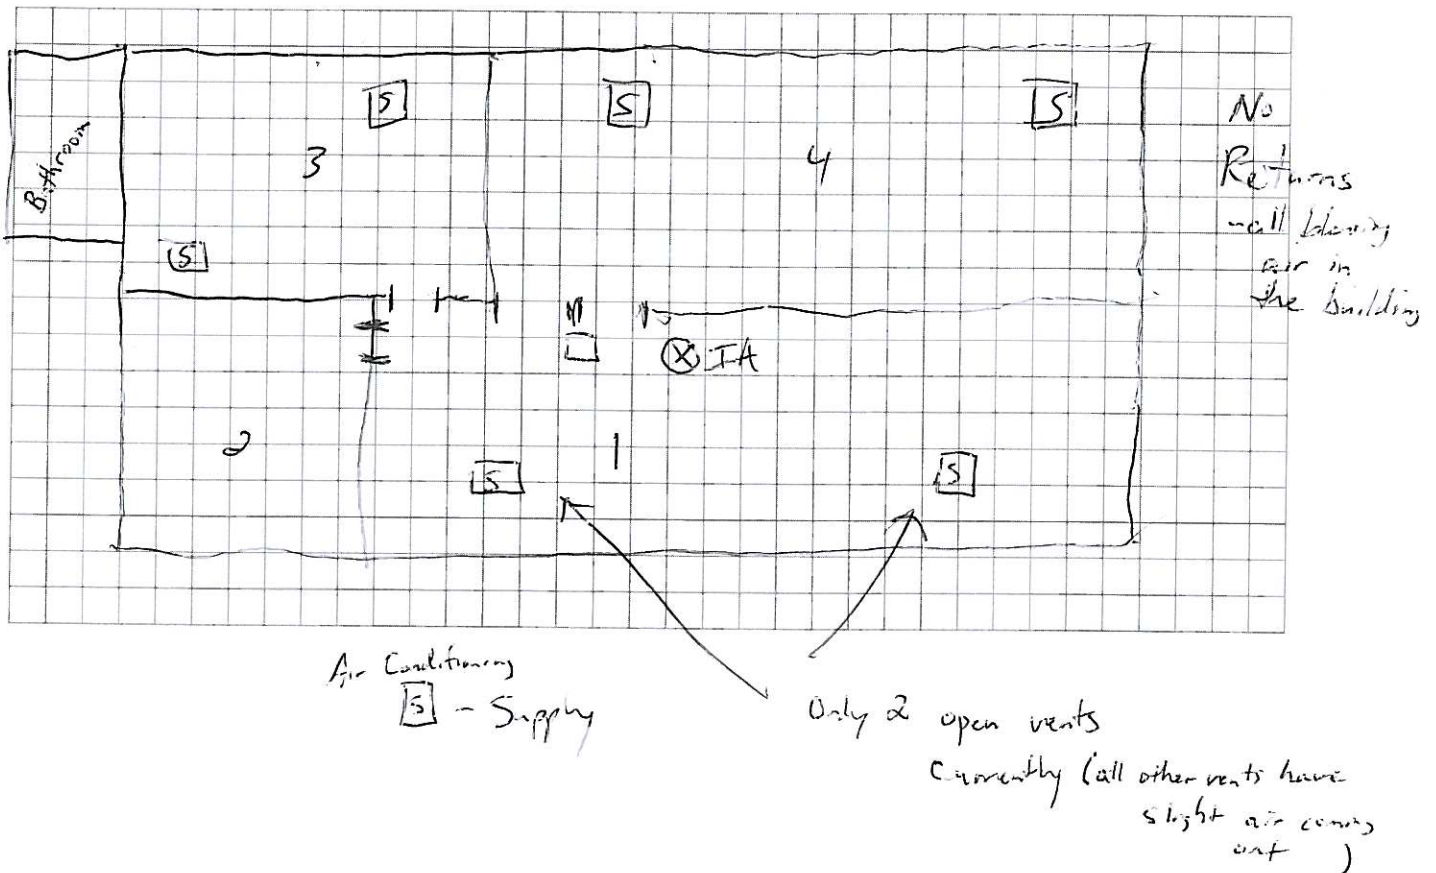 S
S
S
No
Returns
-all blowing
air in
the building
Bathroom
3
4
S
IA
2
1
S
S
Air Conditioning
S - Supply
Only 2 open vents
Currently (all other vents have
slight air coming
out )